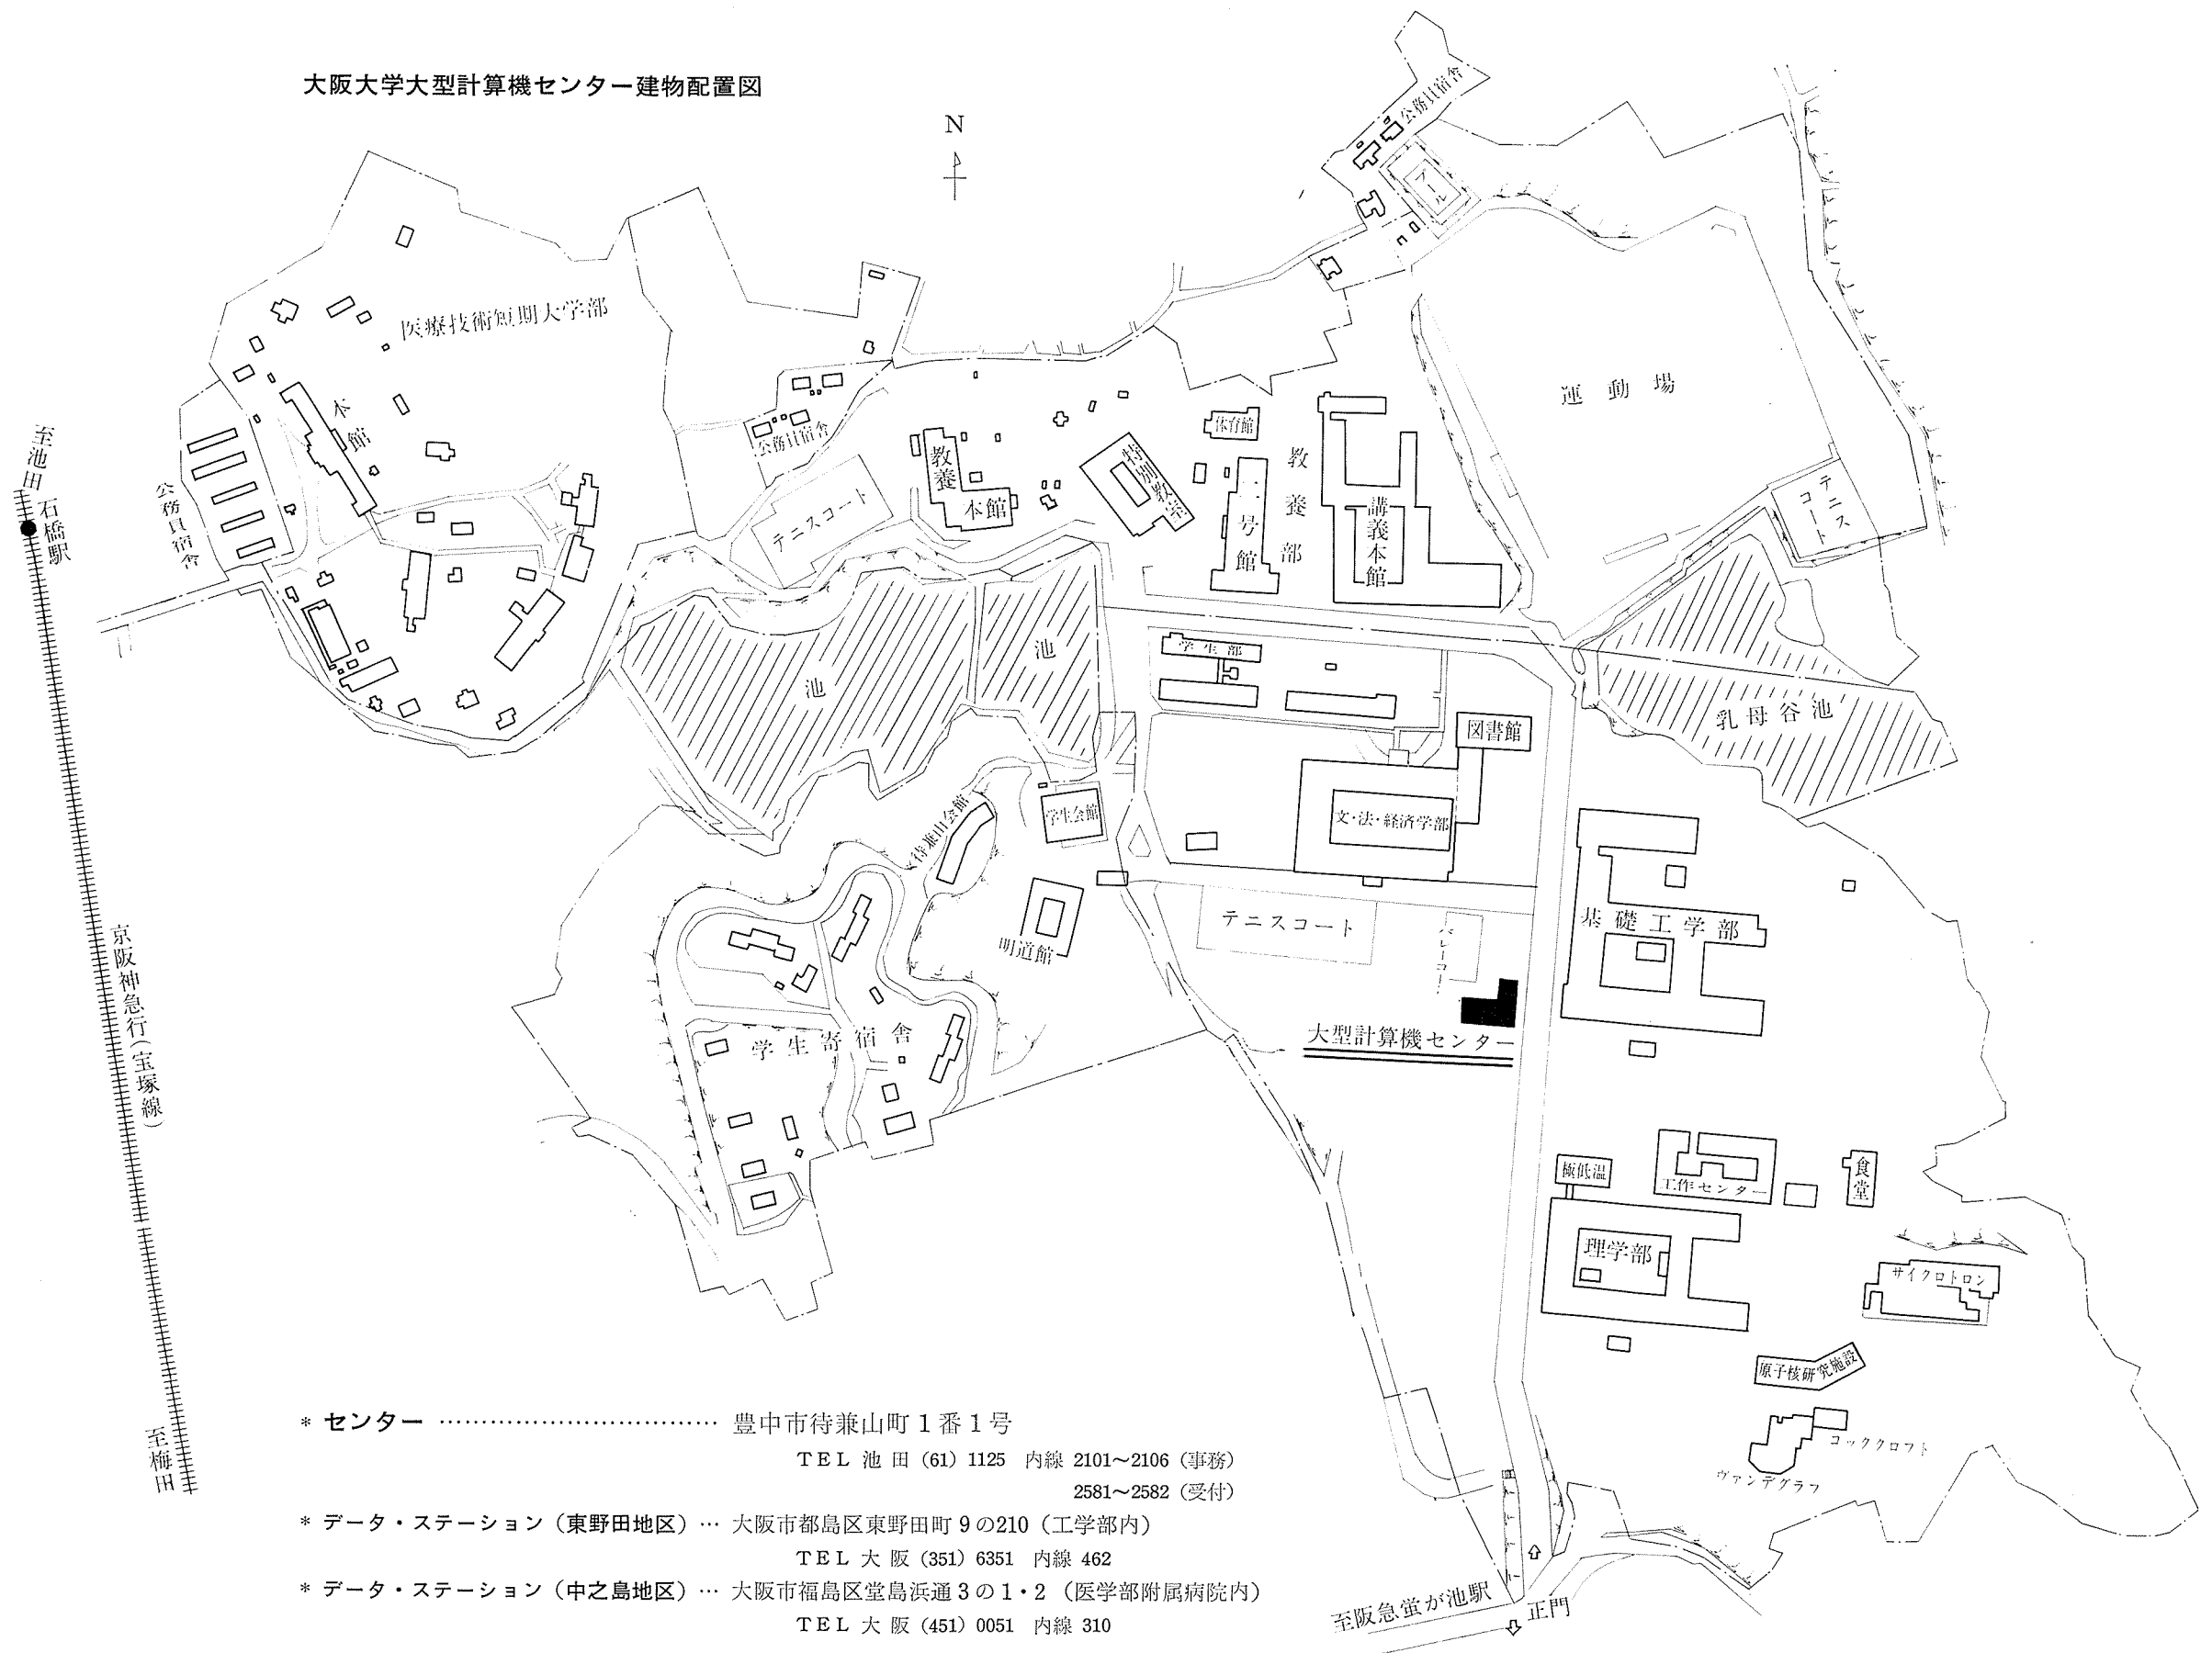 大阪大学大型計算機センター建物配置図
N
公務員宿舎
プール
医療技術短期大学部
本館
公務員宿舎
至池田
石橋駅
京阪神急行(宝塚線)
至梅田
公務員宿舎
テニスコート
教養本館
特別教室
体育館
教養部
講義本館
運動場
テニスコート
池
池
学生部
図書館
乳母谷池
文・法・経済学部
学生会館
待兼山会館
明道館
テニスコート
バレーコート
基礎工学部
大型計算機センター
学生寄宿舎
極低温
工作センター
食堂
理学部
サイクロトロン
原子核研究施設
コッククロフト
ヴァンデグラフ
* センター ……………………………… 豊中市待兼山町1番1号
TEL 池田 (61) 1125 内線 2101〜2106 (事務)
2581〜2582 (受付)
* データ・ステーション(東野田地区)… 大阪市都島区東野田町9の210(工学部内)
TEL 大阪 (351) 6351 内線 462
* データ・ステーション(中之島地区)… 大阪市福島区堂島浜通3の1・2(医学部附属病院内)
TEL 大阪 (451) 0051 内線 310
至阪急蛍が池駅
正門